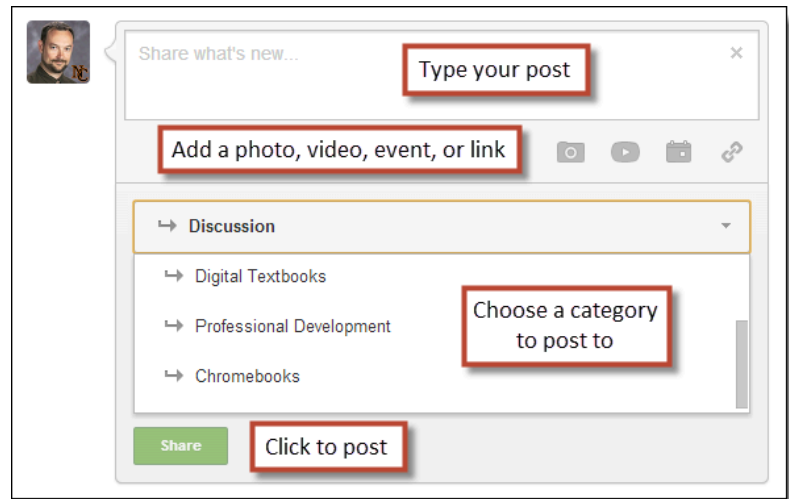 Share what's new...
Type your post
×
NC
Add a photo, video, event, or link
Discussion
Digital Textbooks
Professional Development
Chromebooks
Choose a category
to post to
Share
Click to post